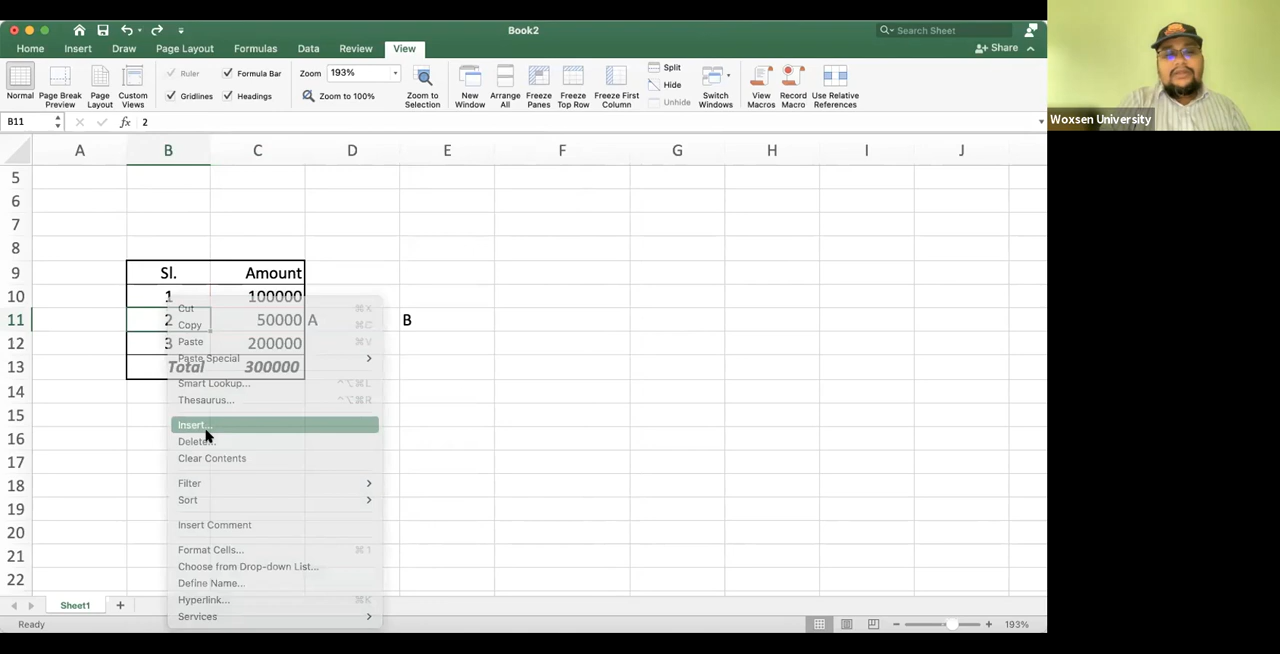 Book2
Search Sheet
Home Insert Draw Page Layout Formulas Data Review View
Share
Normal
Page Break Preview
Page Layout
Custom Views
Ruler
Formula Bar
Gridlines
Headings
Zoom 193%
Zoom to 100%
Zoom to Selection
New Window
Arrange All
Freeze Panes
Freeze Top Row
Freeze First Column
Split
Hide
Unhide
Switch Windows
View Macros
Record Macro
Use Relative References
Woxsen University
B11 fx 2
A B C D E F G H I J
5
6
7
8
9 Sl. Amount
10 1 100000
11 2 50000 A B
12 3 200000
13 Total 300000
14
15
16
17
18
19
20
21
22
Cut ⌘X
Copy ⌘C
Paste ⌘V
Paste Special
Smart Lookup... ^⌥⌘L
Thesaurus... ^⌥⌘R
Insert...
Delete...
Clear Contents
Filter
Sort
Insert Comment
Format Cells... ⌘1
Choose from Drop-down List...
Define Name...
Hyperlink... ⌘K
Services
Sheet1
Ready 193%